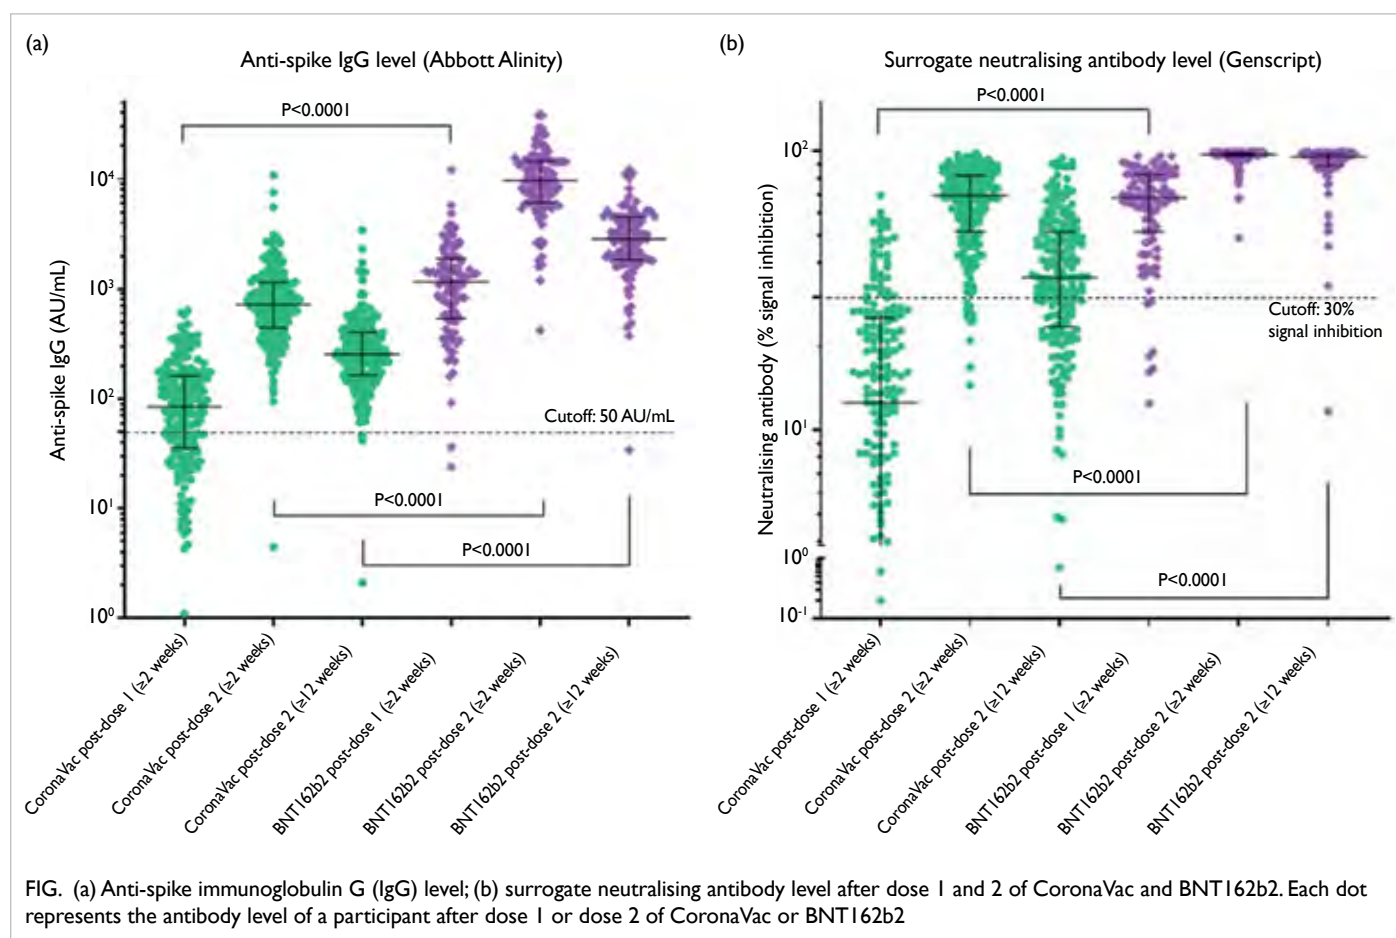 (a)
Anti-spike IgG level (Abbott Alinity)
P<0.0001
10⁴
10³
10²
10¹
10⁰
Anti-spike IgG (AU/mL)
Cutoff: 50 AU/mL
P<0.0001
P<0.0001
CoronaVac post-dose 1 (≥2 weeks)
CoronaVac post-dose 2 (≥2 weeks)
CoronaVac post-dose 2 (≥12 weeks)
BNT162b2 post-dose 1 (≥2 weeks)
BNT162b2 post-dose 2 (≥2 weeks)
BNT162b2 post-dose 2 (≥12 weeks)
(b)
Surrogate neutralising antibody level (Genscript)
P<0.0001
10²
10¹
10⁰
10⁻¹
Neutralising antibody (% signal inhibition)
Cutoff: 30%
signal inhibition
P<0.0001
P<0.0001
CoronaVac post-dose 1 (≥2 weeks)
CoronaVac post-dose 2 (≥2 weeks)
CoronaVac post-dose 2 (≥12 weeks)
BNT162b2 post-dose 1 (≥2 weeks)
BNT162b2 post-dose 2 (≥2 weeks)
BNT162b2 post-dose 2 (≥12 weeks)
FIG. (a) Anti-spike immunoglobulin G (IgG) level; (b) surrogate neutralising antibody level after dose 1 and 2 of CoronaVac and BNT162b2. Each dot
represents the antibody level of a participant after dose 1 or dose 2 of CoronaVac or BNT162b2